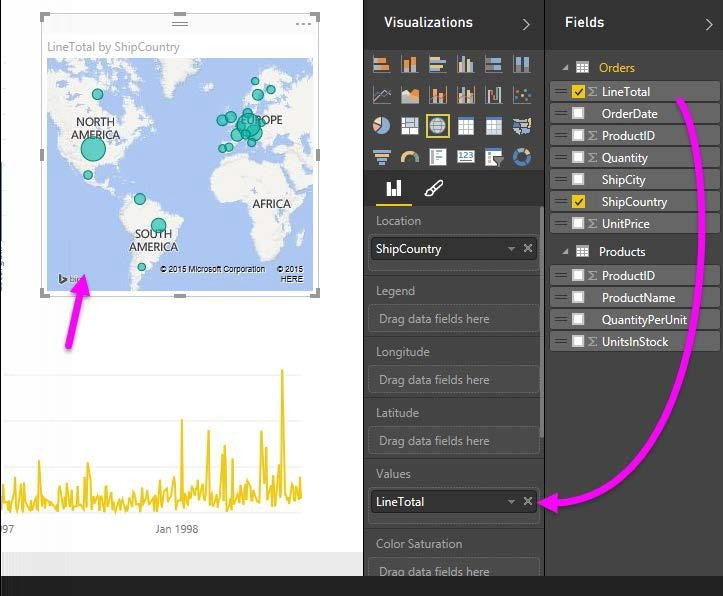 LineTotal by ShipCountry
NORTH
AMERICA
EUROPE
AFRICA
SOUTH
AMERICA
© 2015 Microsoft Corporation © 2015
HERE
Jan 1998
Visualizations
Location
ShipCountry
Legend
Drag data fields here
Longitude
Drag data fields here
Latitude
Drag data fields here
Values
LineTotal
Color Saturation
Drag data fields here
Fields
Orders
LineTotal
OrderDate
ProductID
Quantity
ShipCity
ShipCountry
UnitPrice
Products
ProductID
ProductName
QuantityPerUnit
UnitsInStock
123